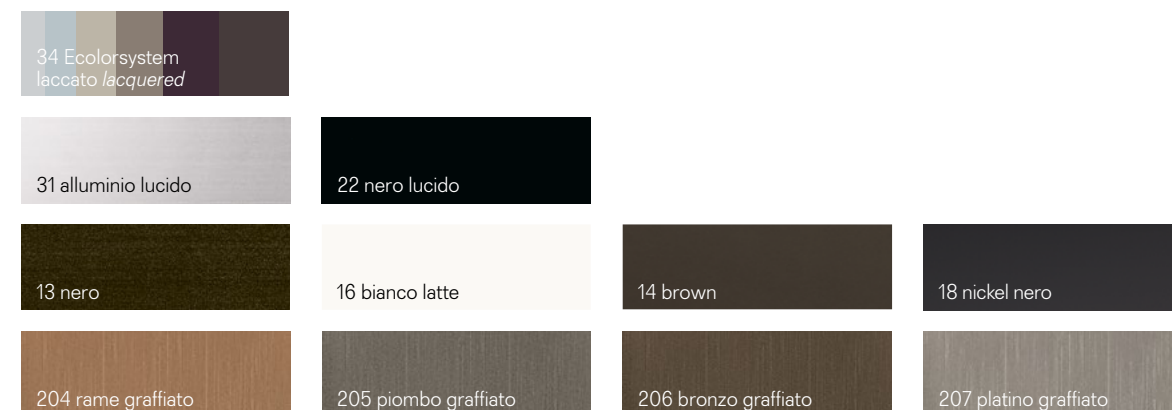 34 Ecolorsystem
laccato lacquered
31 alluminio lucido
22 nero lucido
13 nero
16 bianco latte
14 brown
18 nickel nero
204 rame graffiato
205 piombo graffiato
206 bronzo graffiato
207 platino graffiato